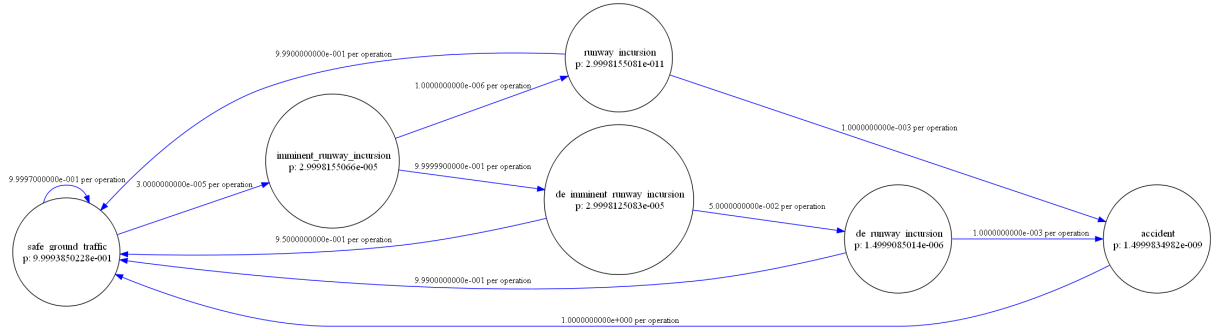 runway_incursion
p: 2.9998155081e-011
9.9900000000e-001 per operation
1.0000000000e-006 per operation
1.0000000000e-003 per operation
imminent_runway_incursion
p: 2.9998155066e-005
9.9999900000e-001 per operation
9.9997000000e-001 per operation
3.0000000000e-005 per operation
de_imminent_runway_incursion
p: 2.9998125083e-005
5.0000000000e-002 per operation
de_runway_incursion
p: 1.4999085014e-006
1.0000000000e-003 per operation
accident
p: 1.4999834982e-009
safe_ground_traffic
p: 9.9993850228e-001
9.5000000000e-001 per operation
9.9900000000e-001 per operation
1.0000000000e+000 per operation